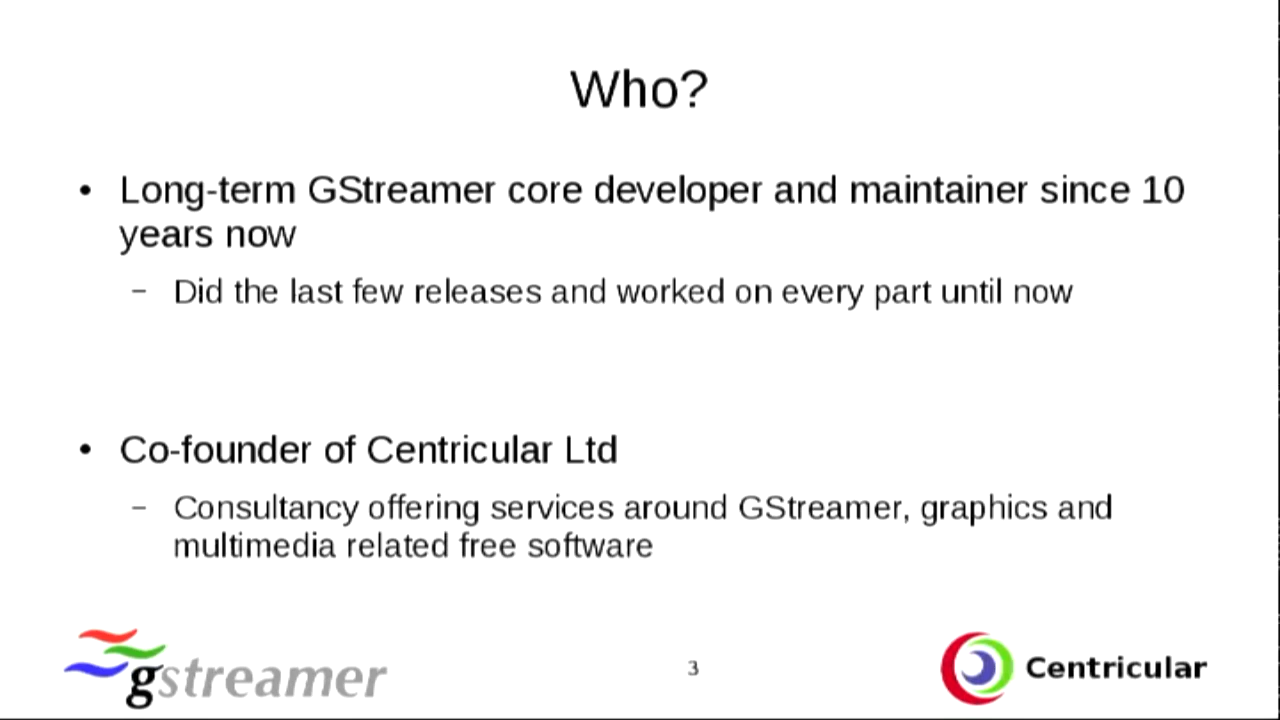 Who?
• Long-term GStreamer core developer and maintainer since 10
years now
– Did the last few releases and worked on every part until now
• Co-founder of Centricular Ltd
– Consultancy offering services around GStreamer, graphics and
multimedia related free software
gstreamer
3
Centricular